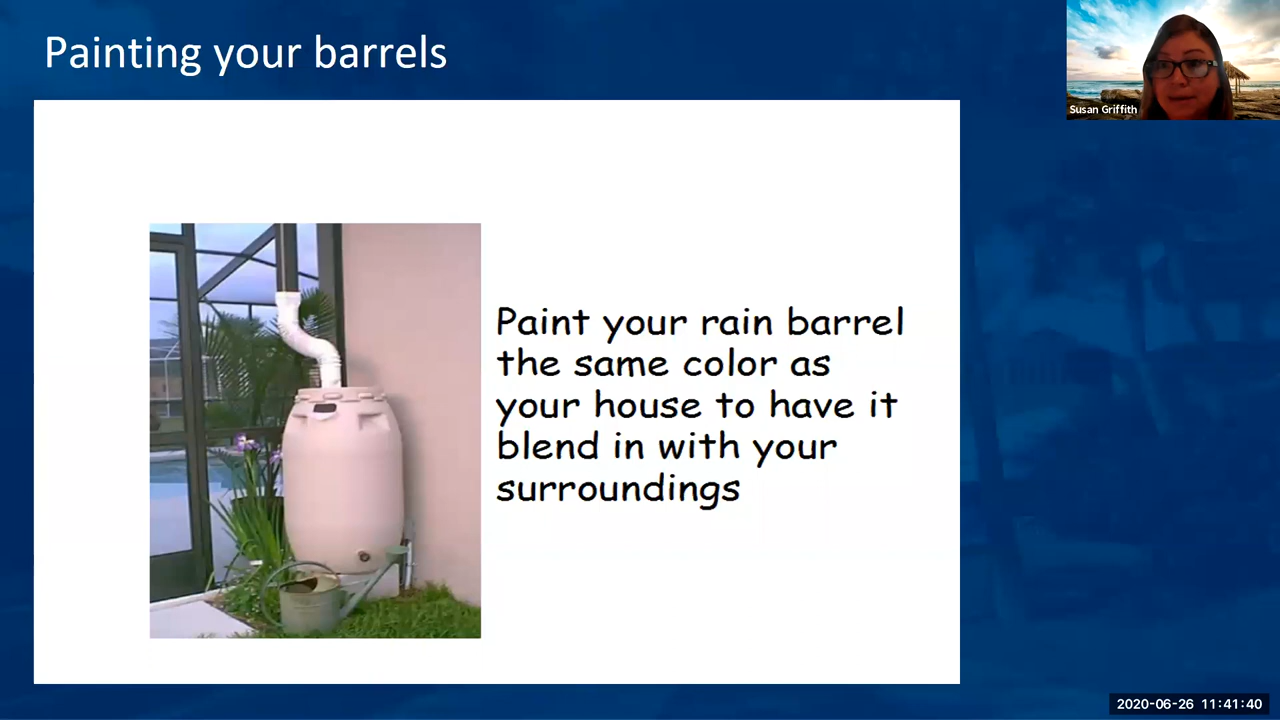 Painting your barrels
Susan Griffith
Paint your rain barrel
the same color as
your house to have it
blend in with your
surroundings
2020-06-26 11:41:40